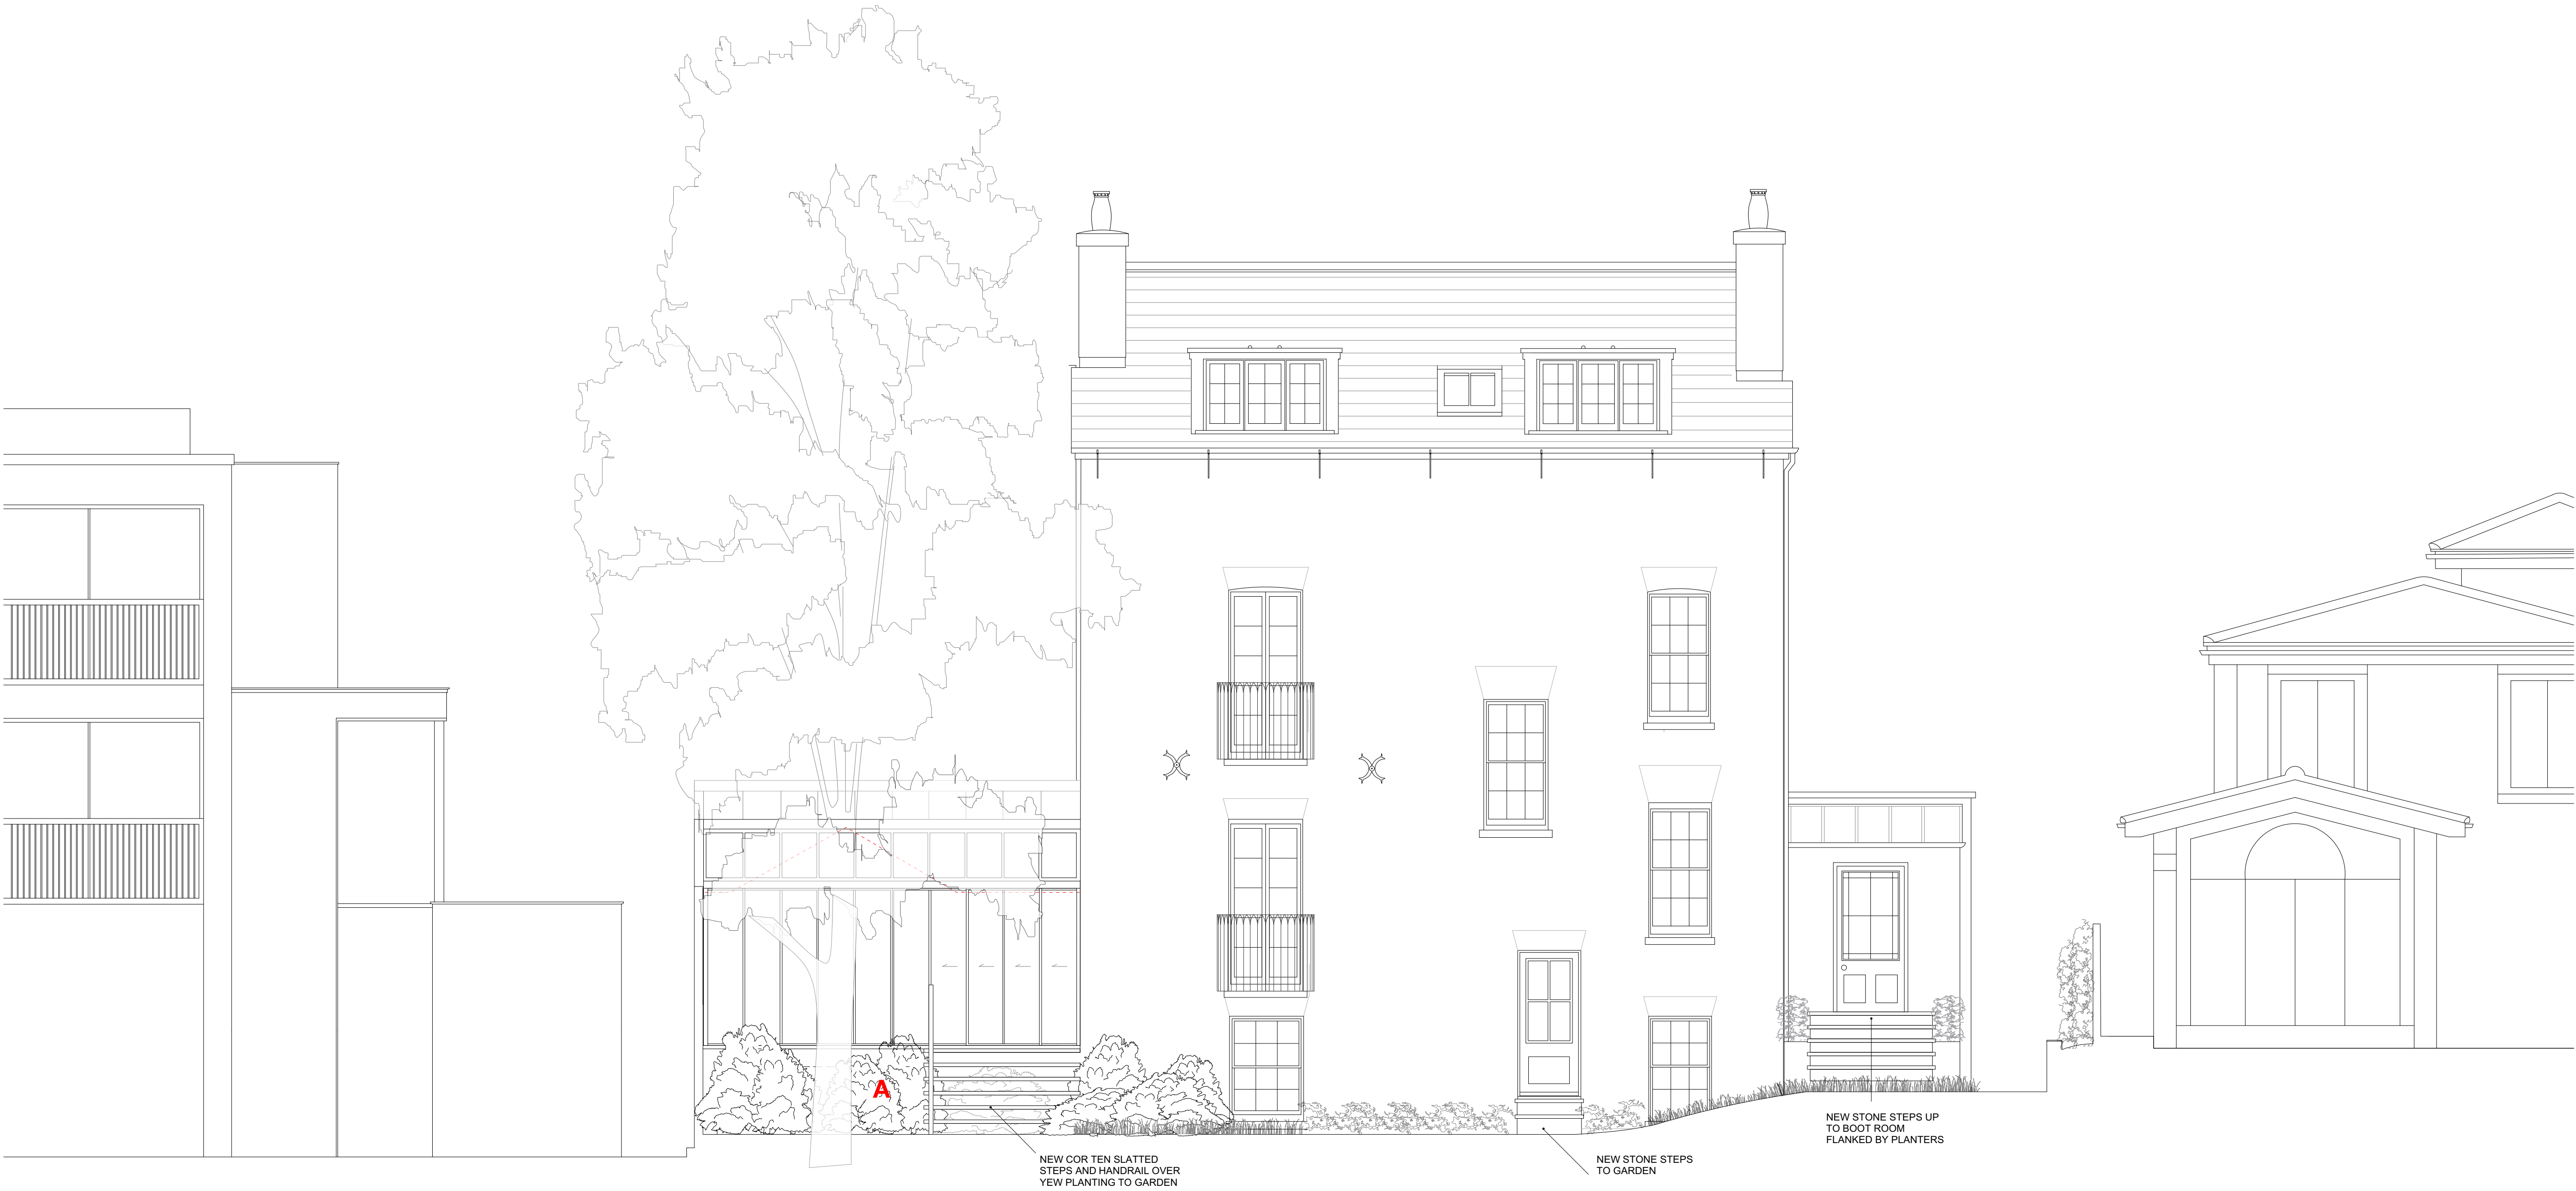 A
NEW COR TEN SLATTED
STEPS AND HANDRAIL OVER
YEW PLANTING TO GARDEN
NEW STONE STEPS
TO GARDEN
NEW STONE STEPS UP
TO BOOT ROOM
FLANKED BY PLANTERS